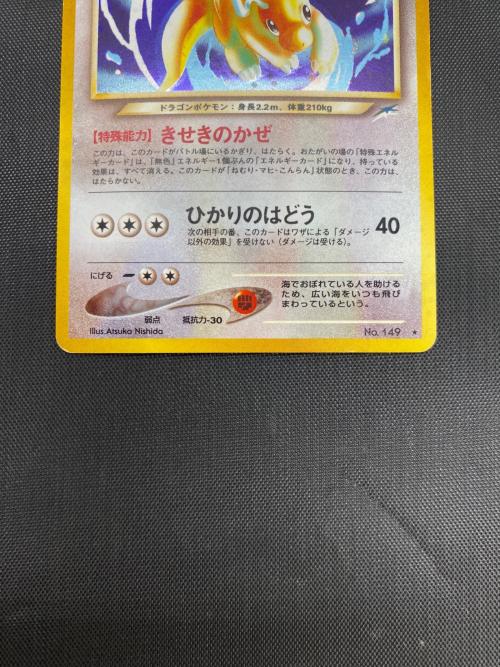 ドラゴンポケモン：身長2.2m、体重210kg
【特殊能力】きせきのかぜ
この力は、このカードがバトル場にいるかぎり、はたらく。おたがいの場の「特殊エネル
ギーカード」は、「無色」エネルギー1個ぶんの「エネルギーカード」になり、持っている
効果は、すべて消える。このカードが「ねむり・マヒ・こんらん」状態のとき、この力は、
はたらかない。
ひかりのはどう 40
次の相手の番、このカードはワザによる「ダメージ
以外の効果」を受けない（ダメージは受ける）。
にげる
海でおぼれている人を助ける
ため、広い海をいつも飛び
まわっているという。
弱点 抵抗力-30
Illus.Atsuko Nishida
No. 149 ★